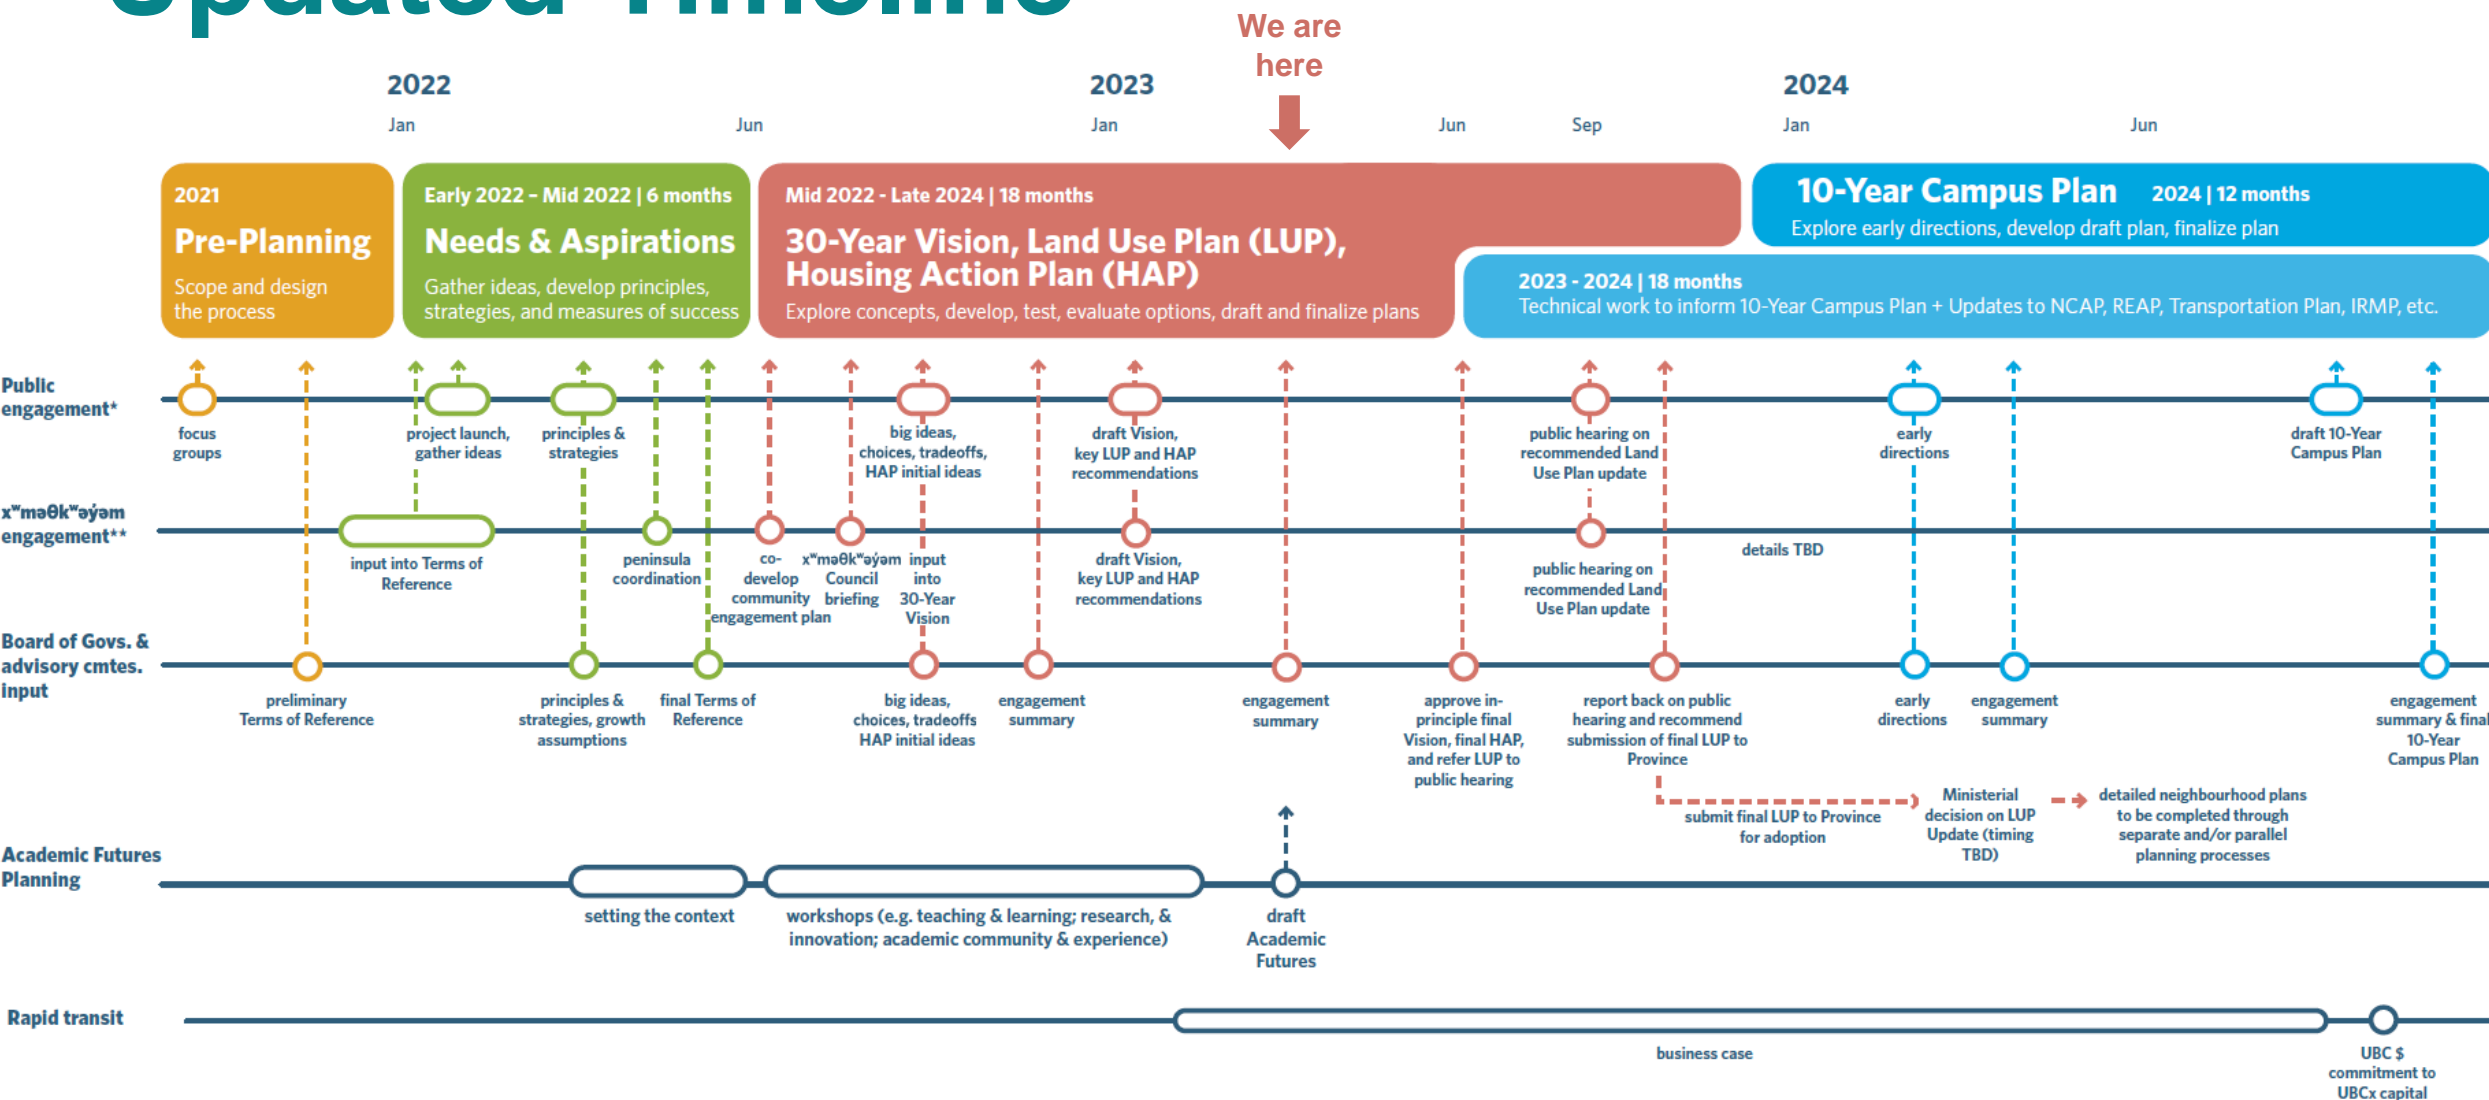 Updated Timeline
We are
here
2022
2023
2024
Jan
Jun
Jan
Jun
Sep
Jan
Jun
2021
Pre-Planning
Scope and design
the process
Early 2022 – Mid 2022 | 6 months
Needs & Aspirations
Gather ideas, develop principles,
strategies, and measures of success
Mid 2022 - Late 2024 | 18 months
30-Year Vision, Land Use Plan (LUP),
Housing Action Plan (HAP)
Explore concepts, develop, test, evaluate options, draft and finalize plans
10-Year Campus Plan 2024 | 12 months
Explore early directions, develop draft plan, finalize plan
2023 - 2024 | 18 months
Technical work to inform 10-Year Campus Plan + Updates to NCAP, REAP, Transportation Plan, IRMP, etc.
Public
engagement*
focus
groups
project launch,
gather ideas
principles &
strategies
big ideas,
choices, tradeoffs,
HAP initial ideas
draft Vision,
key LUP and HAP
recommendations
public hearing on
recommended Land
Use Plan update
early
directions
draft 10-Year
Campus Plan
xʷməθkʷəy̓əm
engagement**
input into Terms of
Reference
peninsula
coordination
co-
develop
community
engagement plan
xʷməθkʷəy̓əm
Council
briefing
input
into
30-Year
Vision
draft Vision,
key LUP and HAP
recommendations
public hearing on
recommended Land
Use Plan update
details TBD
Board of Govs. &
advisory cmtes.
input
preliminary
Terms of Reference
principles &
strategies, growth
assumptions
final Terms of
Reference
big ideas,
choices, tradeoffs
HAP initial ideas
engagement
summary
engagement
summary
approve in-
principle final
Vision, final HAP,
and refer LUP to
public hearing
report back on public
hearing and recommend
submission of final LUP to
Province
early
directions
engagement
summary
engagement
summary & final
10-Year
Campus Plan
submit final LUP to Province
for adoption
Ministerial
decision on LUP
Update (timing
TBD)
detailed neighbourhood plans
to be completed through
separate and/or parallel
planning processes
Academic Futures
Planning
setting the context
workshops (e.g. teaching & learning; research, &
innovation; academic community & experience)
draft
Academic
Futures
Rapid transit
business case
UBC $
commitment to
UBCx capital